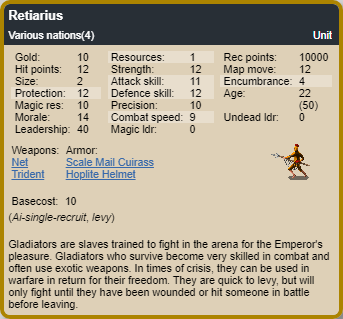 Retiarius
Various nations(4) Unit
Gold: 10 Resources: 1 Rec points: 10000
Hit points: 12 Strength: 12 Map move: 12
Size: 2 Attack skill: 11 Encumbrance: 4
Protection: 12 Defence skill: 12 Age: 22
Magic res: 10 Precision: 10 (50)
Morale: 14 Combat speed: 9 Undead ldr: 0
Leadership: 40 Magic ldr: 0
Weapons: Armor:
Net Scale Mail Cuirass
Trident Hoplite Helmet
Basecost: 10
(Ai-single-recruit, levy)
Gladiators are slaves trained to fight in the arena for the Emperor's
pleasure. Gladiators who survive become very skilled in combat and
often use exotic weapons. In times of crisis, they can be used in
warfare in return for their freedom. They are quick to levy, but will
only fight until they have been wounded or hit someone in battle
before leaving.